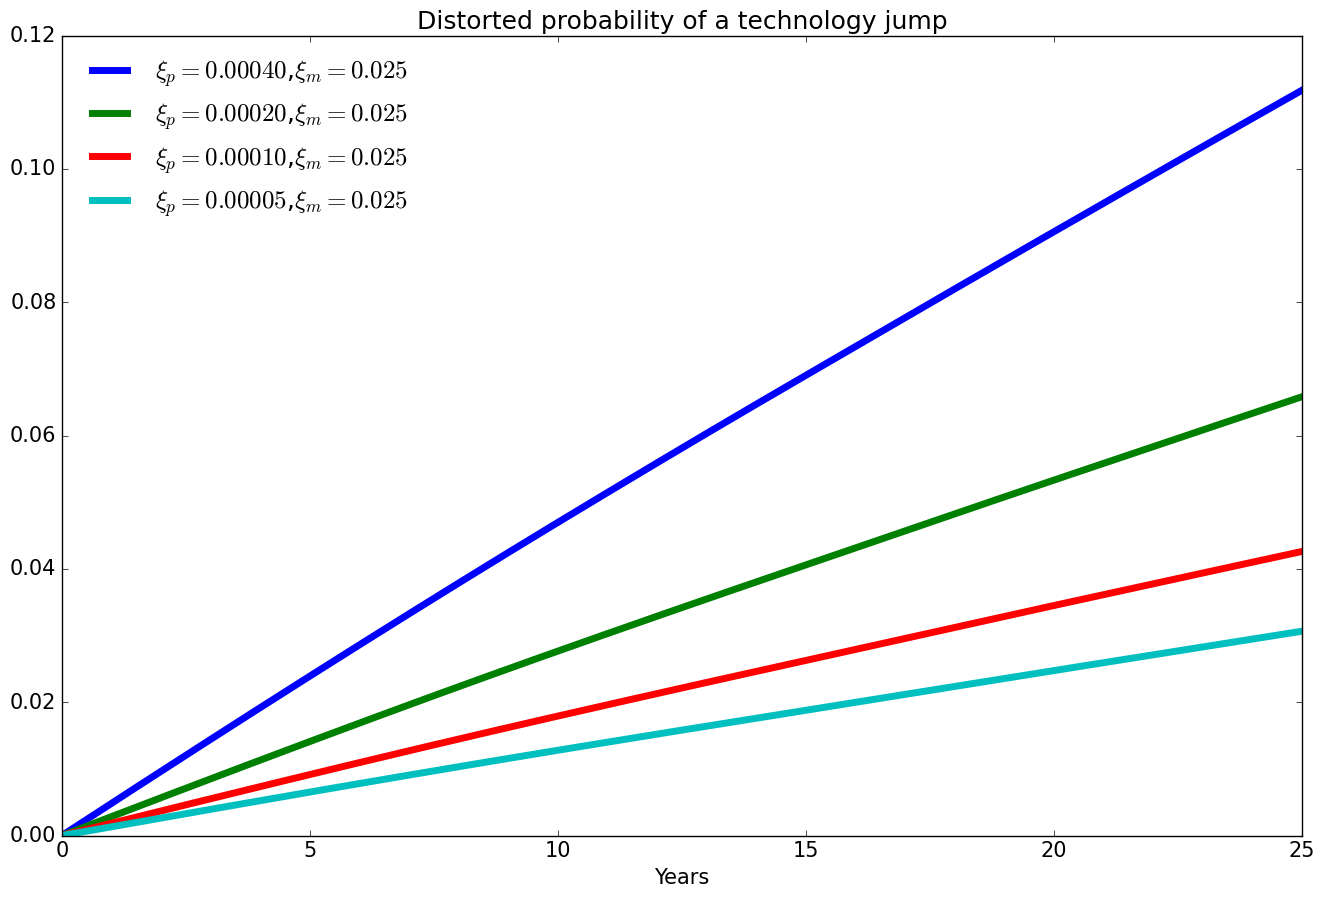 Distorted probability of a technology jump
0.12
0.10
0.08
0.06
0.04
0.02
0.00
ξp = 0.00040,ξm = 0.025
ξp = 0.00020,ξm = 0.025
ξp = 0.00010,ξm = 0.025
ξp = 0.00005,ξm = 0.025
0 5 10 15 20 25
Years